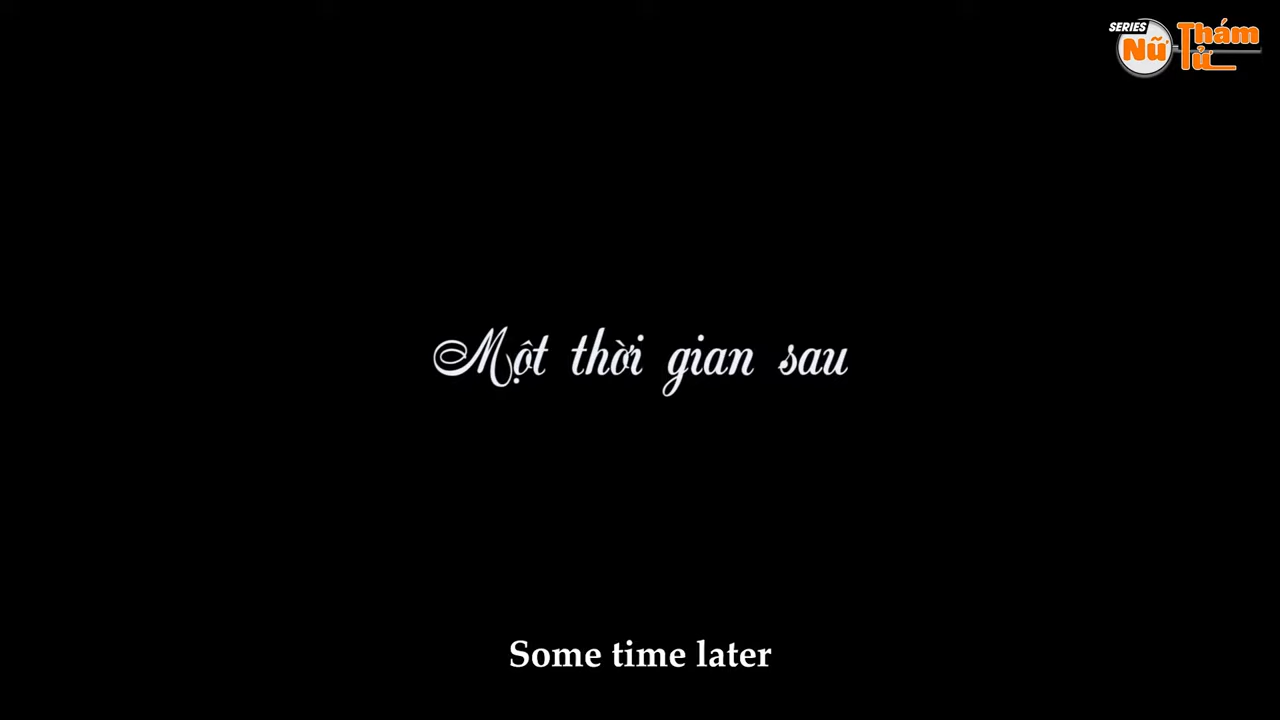 SERIES
Nữ Thám
Tử
Một thời gian sau
Some time later